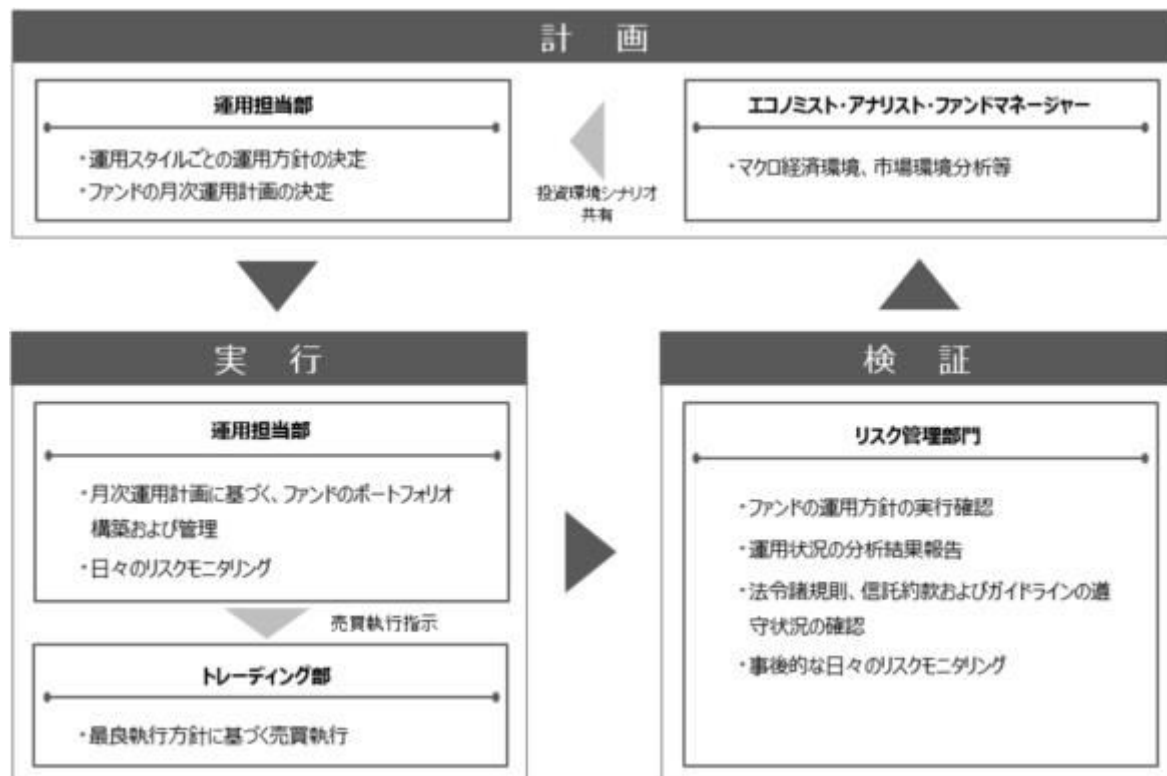 計 画
運用担当部
・運用スタイルごとの運用方針の決定
・ファンドの月次運用計画の決定
投資環境シナリオ
共有
エコノミスト・アナリスト・ファンドマネージャー
・マクロ経済環境、市場環境分析等
実 行
運用担当部
・月次運用計画に基づく、ファンドのポートフォリオ
構築および管理
・日々のリスクモニタリング
売買執行指示
トレーディング部
・最良執行方針に基づく売買執行
検 証
リスク管理部門
・ファンドの運用方針の実行確認
・運用状況の分析結果報告
・法令諸規則、信託約款およびガイドラインの遵
守状況の確認
・事後的な日々のリスクモニタリング